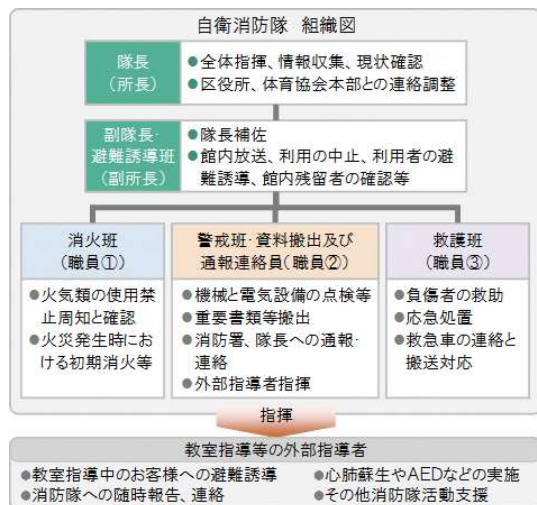 自衛消防隊 組織図
隊長
(所長)
●全体指揮、情報収集、現状確認
●区役所、体育協会本部との連絡調整
副隊長・
避難誘導班
(副所長)
●隊長補佐
●館内放送、利用の中止、利用者の避
難誘導、館内残留者の確認等
消火班
(職員①)
●火気類の使用禁
止周知と確認
●火災発生時にお
ける初期消火等
警戒班・資料搬出及び
通報連絡員(職員②)
●機械と電気設備の点検等
●重要書類等搬出
●消防署、隊長への通報・
連絡
●外部指導者指揮
救護班
(職員③)
●負傷者の救助
●応急処置
●救急車の連絡と
搬送対応
指揮
教室指導等の外部指導者
●教室指導中のお客様への避難誘導
●消防隊への随時報告、連絡
●心肺蘇生やAEDなどの実施
●その他消防隊活動支援